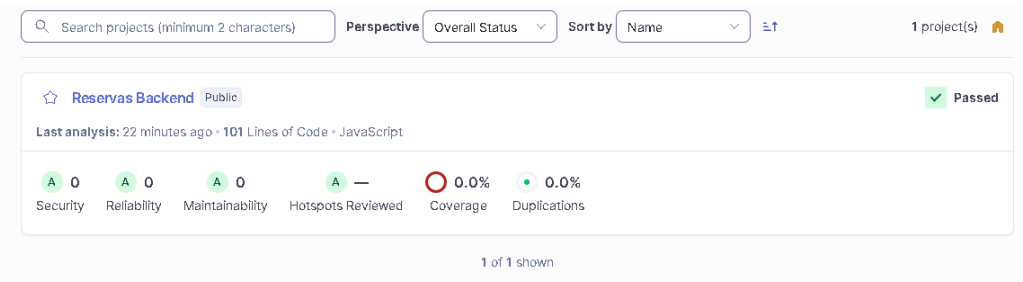 Search projects (minimum 2 characters) Perspective Overall Status Sort by Name 1 project(s)
Reservas Backend Public Passed
Last analysis: 22 minutes ago • 101 Lines of Code • JavaScript
A 0 A 0 A 0 A — 0.0% 0.0%
Security Reliability Maintainability Hotspots Reviewed Coverage Duplications
1 of 1 shown